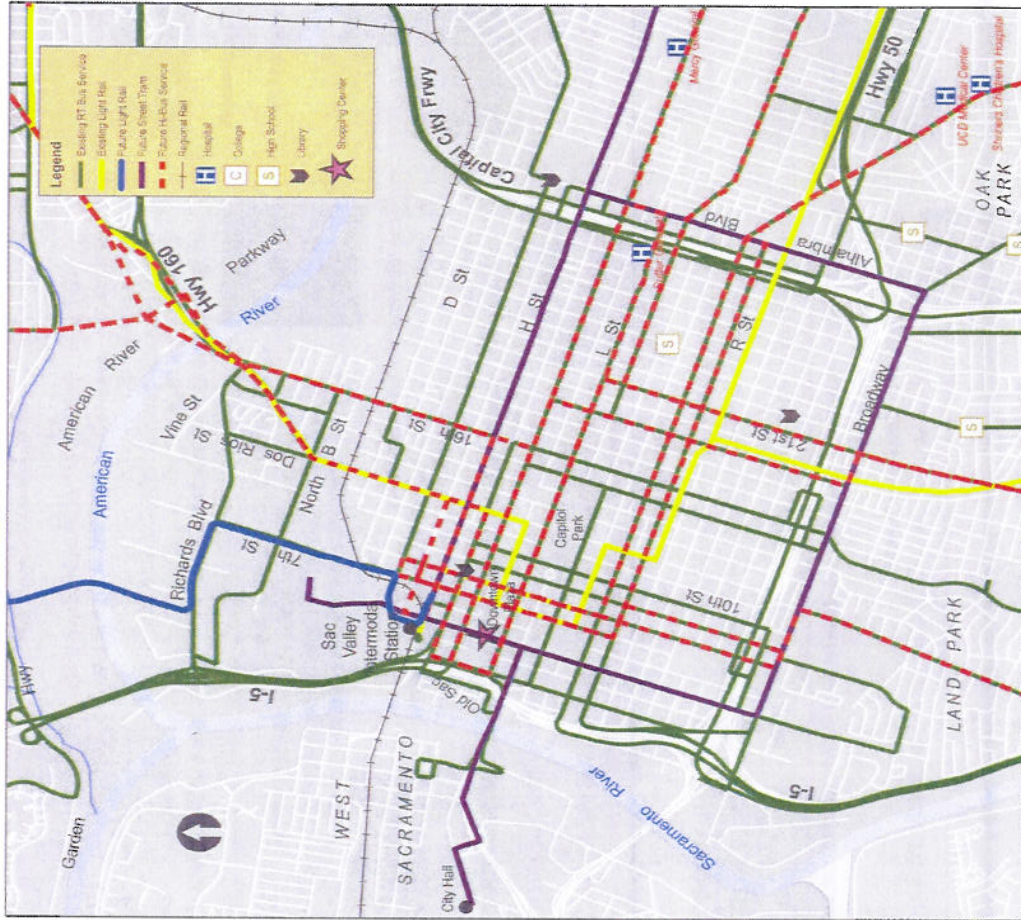 Legend
Existing RT Bus Service
Existing Light Rail
Future Light Rail
Future Street Tram
Future Hi-Bus Service
Regional Rail
H Hospital
C College
S High School
Library
Shopping Center
Garden
Hwy
American
River
American
River
Parkway
Hwy 160
Vine St
Richards Blvd
Dos Rios St
North B St
7th St
16th St
I-5
Sac
Valley
Intermodal
Station
WEST
SACRAMENTO
City Hall
Old Sac
Downtown
Plaza
Capitol
Park
D St
H St
L St
R St
Capital City Frwy
Alhambra Blvd
H
Sutter General
H
Mercy General
Hwy 50
H
UCD Medical Center
H
Shriners Children's Hospital
OAK
PARK
S
S
S
S
21st St
Broadway
10th St
LAND PARK
Sacramento River
I-5